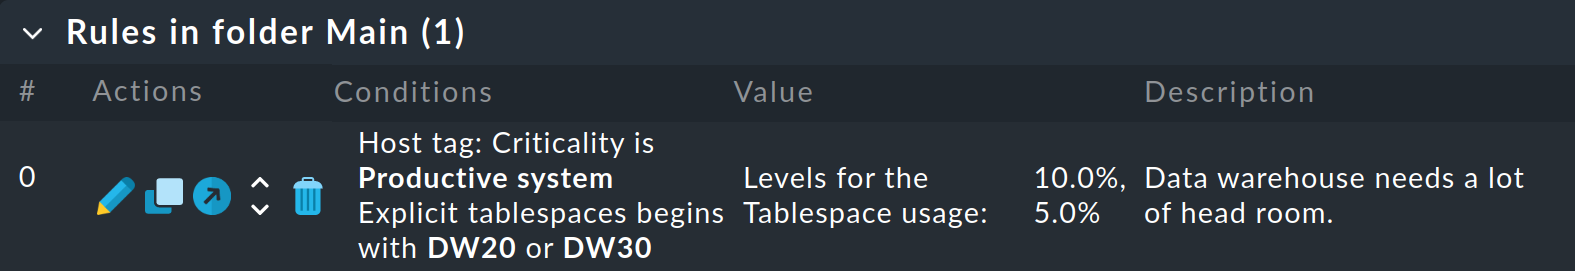 Rules in folder Main (1)
# Actions Conditions Value Description
0
Host tag: Criticality is
Productive system
Explicit tablespaces begins
with DW20 or DW30
Levels for the
Tablespace usage:
10.0%,
5.0%
Data warehouse needs a lot
of head room.